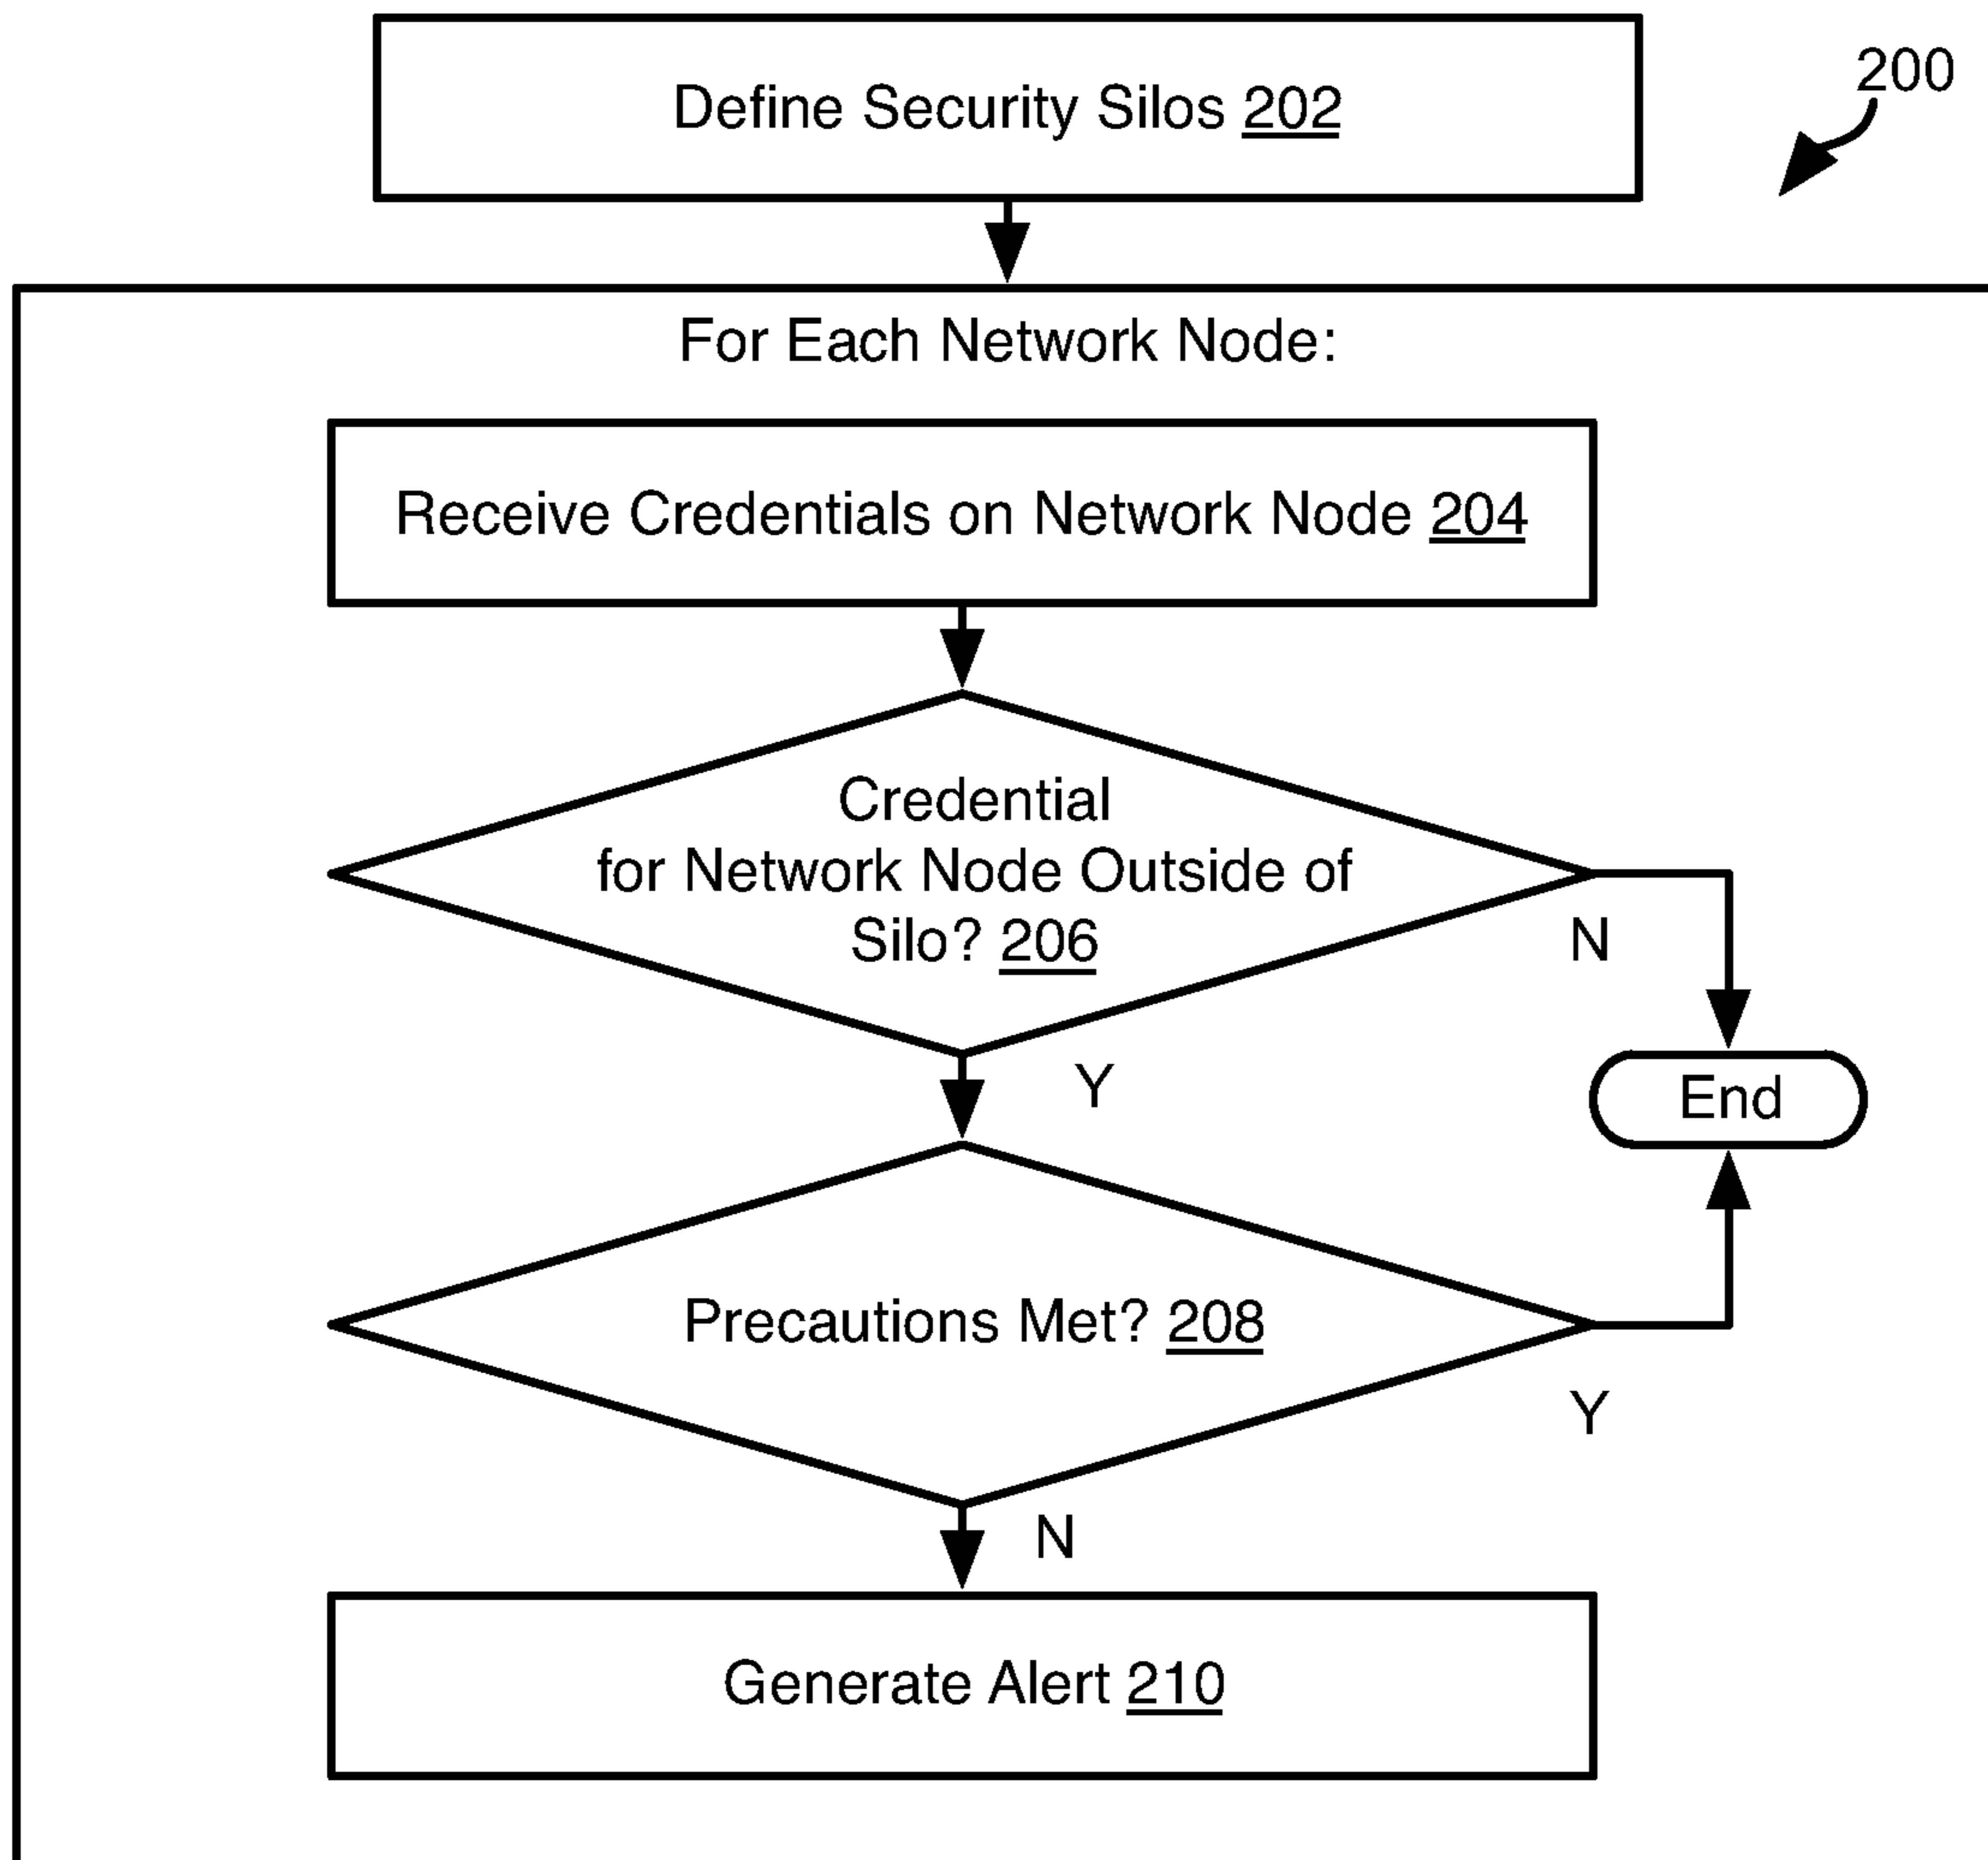 Define Security Silos 202
200
For Each Network Node:
Receive Credentials on Network Node 204
Credential
for Network Node Outside of
Silo? 206
N
Y
End
Precautions Met? 208
Y
N
Generate Alert 210